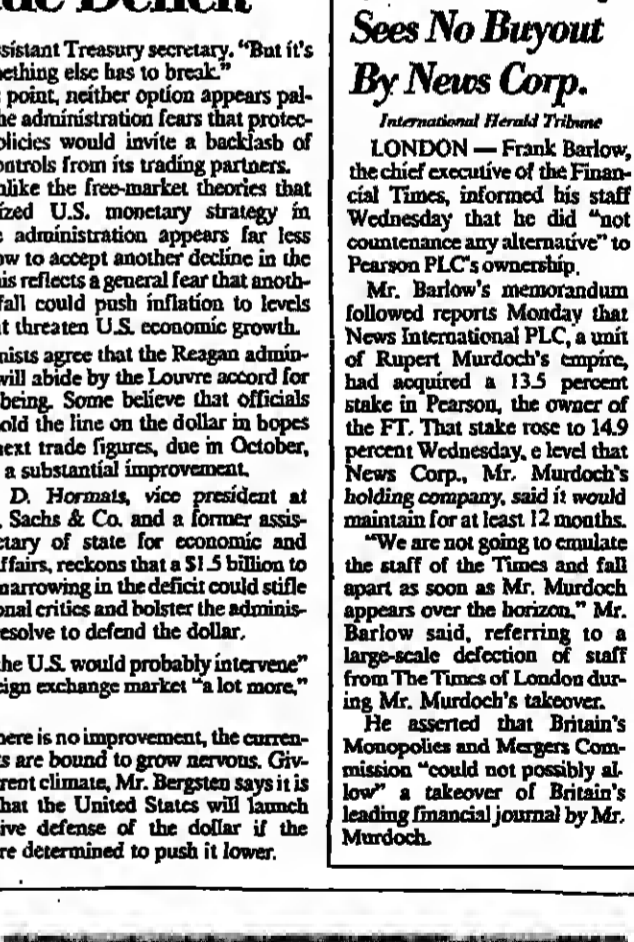 ssistant Treasury secretary. "But it's
nething else has to break."
point, neither option appears pal-
he administration fears that protec-
olicies would invite a backlash of
ontrols from its trading partners.
nlike the free-market theories that
ized U.S. monetary strategy in
e administration appears far less
ow to accept another decline in the
nis reflects a general fear that anoth-
fall could push inflation to levels
at threaten U.S. economic growth.
nists agree that the Reagan admin-
will abide by the Louvre accord for
being. Some believe that officials
old the line on the dollar in hopes
next trade figures, due in October,
a substantial improvement.
D. Hormats, vice president at
, Sachs & Co. and a former assis-
etary of state for economic and
ffairs, reckons that a $1.5 billion to
narrowing in the deficit could stifle
onal critics and bolster the adminis-
esolve to defend the dollar.
he U.S. would probably intervene"
eign exchange market "a lot more,"
here is no improvement, the curren-
ts are bound to grow nervous. Giv-
rent climate, Mr. Bergsten says it is
hat the United States will launch
ive defense of the dollar if the
re determined to push it lower.
Sees No Buyout
By News Corp.
International Herald Tribune
LONDON — Frank Barlow,
the chief executive of the Finan-
cial Times, informed his staff
Wednesday that he did "not
countenance any alternative" to
Pearson PLC's ownership.
Mr. Barlow's memorandum
followed reports Monday that
News International PLC, a unit
of Rupert Murdoch's empire,
had acquired a 13.5 percent
stake in Pearson, the owner of
the FT. That stake rose to 14.9
percent Wednesday, e level that
News Corp., Mr. Murdoch's
holding company, said it would
maintain for at least 12 months.
"We are not going to emulate
the staff of the Times and fall
apart as soon as Mr. Murdoch
appears over the horizon," Mr.
Barlow said, referring to a
large-scale defection of staff
from The Times of London dur-
ing Mr. Murdoch's takeover.
He asserted that Britain's
Monopolies and Mergers Com-
mission "could not possibly al-
low" a takeover of Britain's
leading financial journal by Mr.
Murdoch.